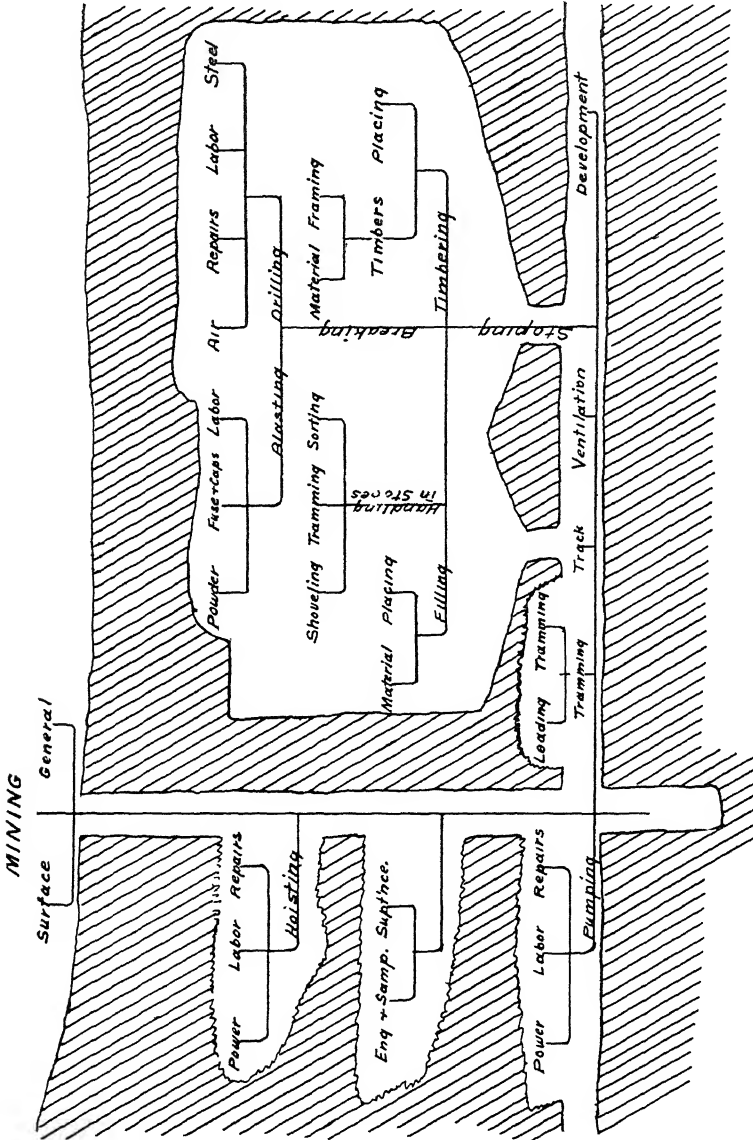 MINING
Surface General
Powder Fuse+Caps Labor Air Repairs Labor Steel
Power Labor Repairs
Blasting Drilling
Hoisting
Shoveling Tramming Sorting
Material Framing
Handling in Stopes
Breaking
Timbers Placing
Eng + Samp. Supt'nce.
Material Placing
Filling Timbering
Stoping
Power Labor Repairs
Loading Tramming
Pumping Tramming Track Ventilation Development